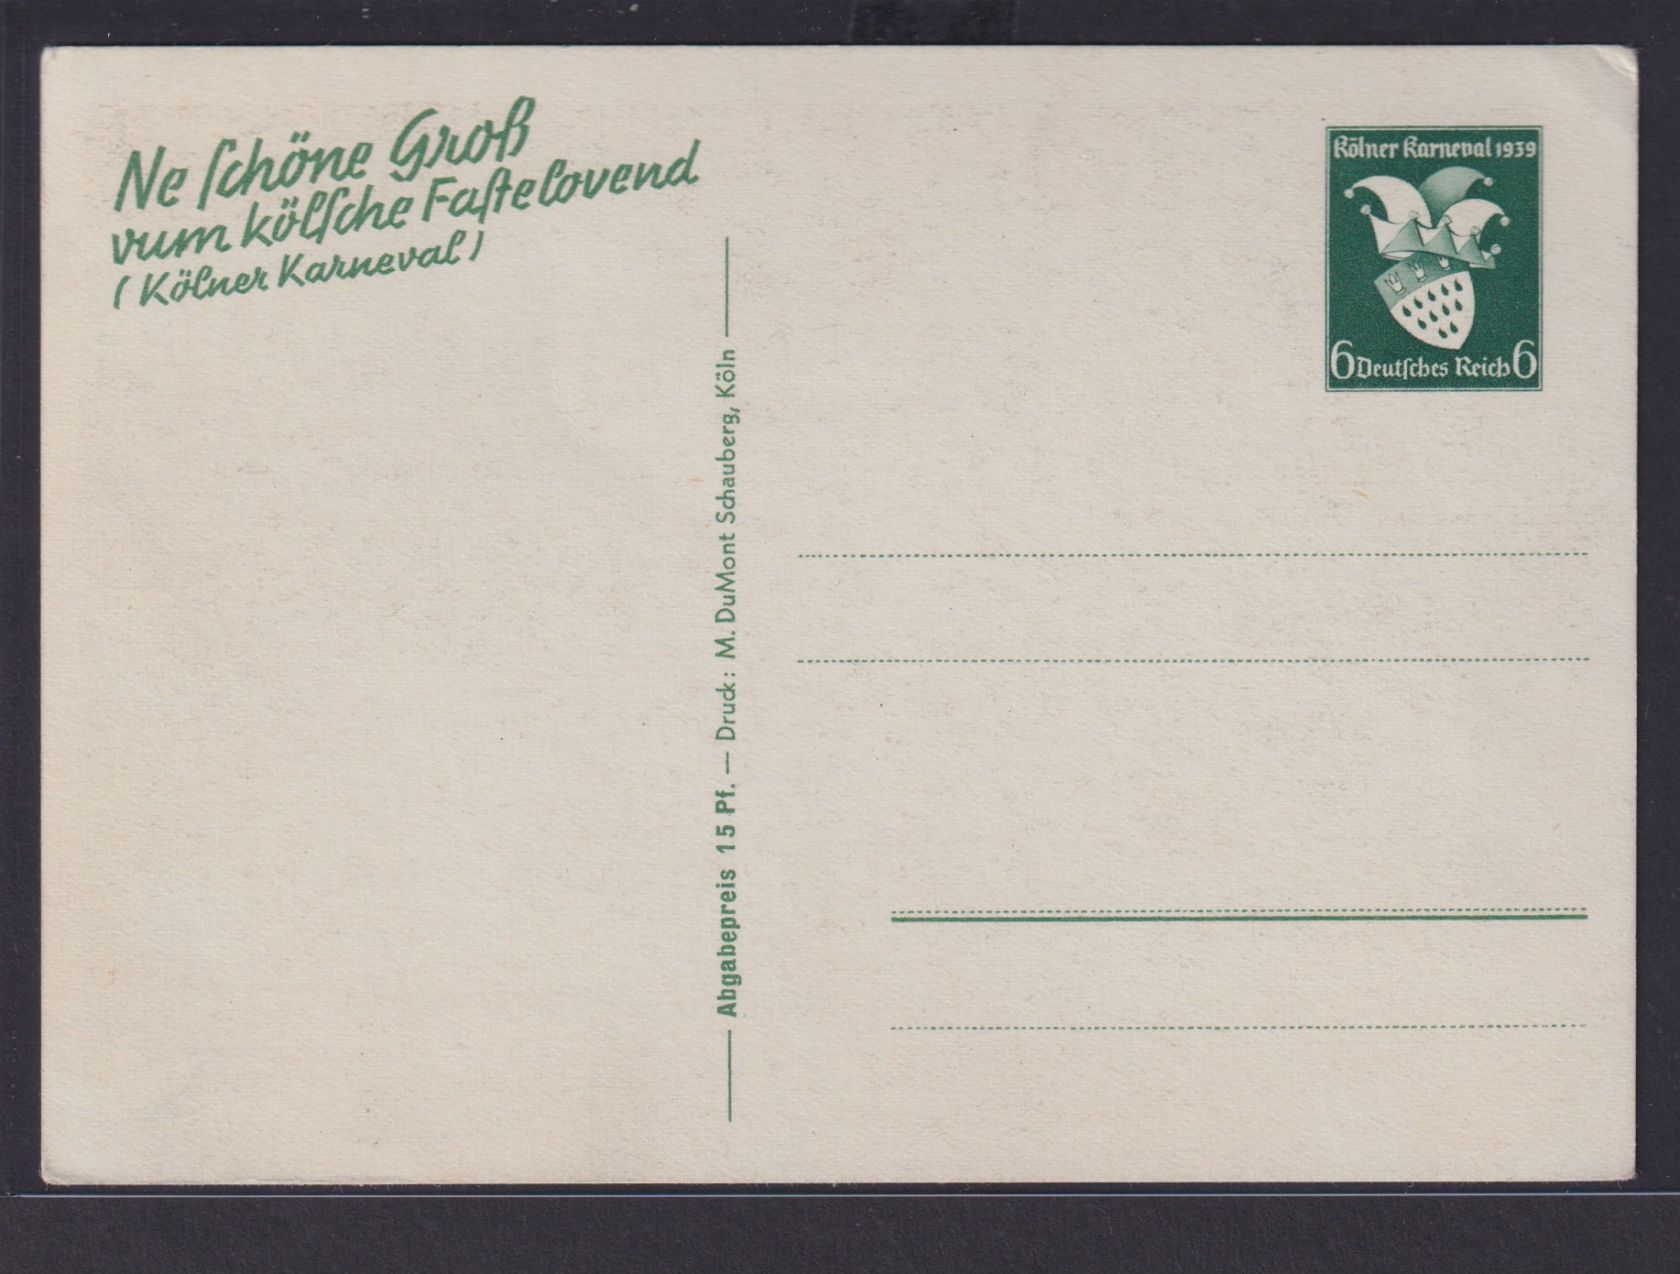 Ne schöne Groß
vum kölsche Fastelovend
(Kölner Karneval)
Abgabepreis 15 Pf. — Druck: M. DuMont Schauberg, Köln
Kölner Karneval 1939
6 Deutsches Reich 6